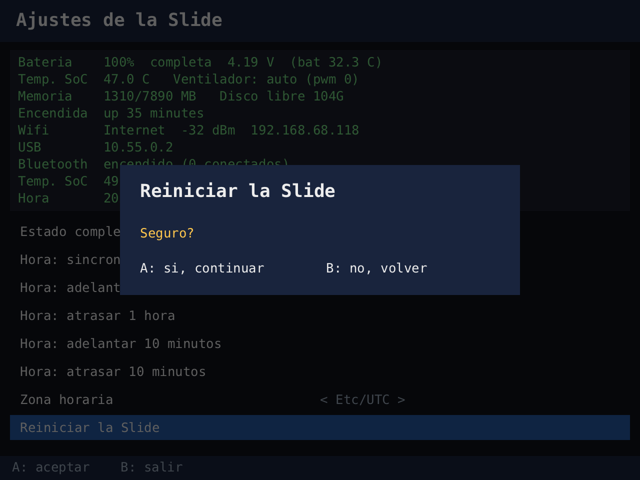 Ajustes de la Slide
Bateria 100% completa 4.19 V (bat 32.3 C)
Temp. SoC 47.0 C Ventilador: auto (pwm 0)
Memoria 1310/7890 MB Disco libre 104G
Encendida up 35 minutes
Wifi Internet -32 dBm 192.168.68.118
USB 10.55.0.2
Bluetooth encendido (0 conectados)
Temp. SoC 49
Hora 20
Reiniciar la Slide
Seguro?
A: si, continuar B: no, volver
Estado comple
Hora: sincron
Hora: adelant
Hora: atrasar 1 hora
Hora: adelantar 10 minutos
Hora: atrasar 10 minutos
Zona horaria < Etc/UTC >
Reiniciar la Slide
A: aceptar B: salir